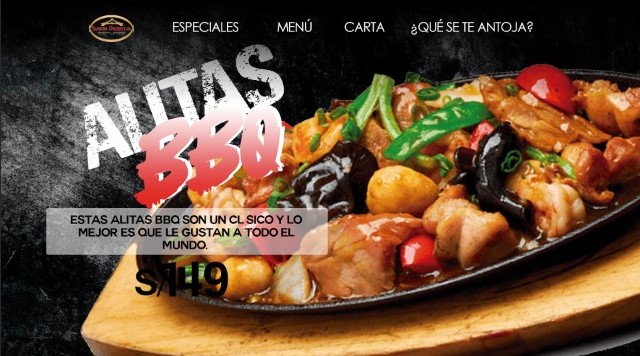 ESPECIALES MENÚ CARTA ¿QUÉ SE TE ANTOJA?
ALITAS
BBQ
ESTAS ALITAS BBQ SON UN CL SICO Y LO
MEJOR ES QUE LE GUSTAN A TODO EL
MUNDO.
S/149